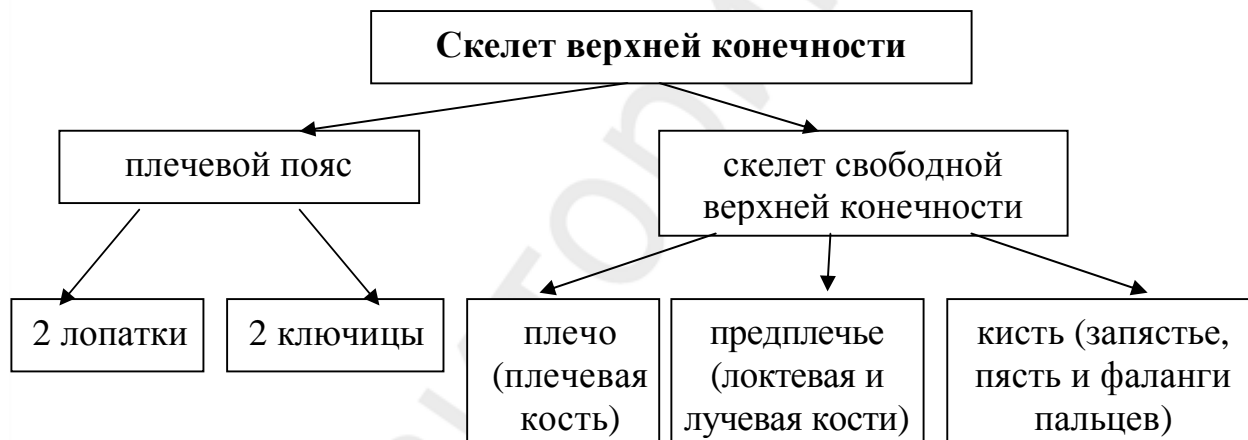 Скелет верхней конечности
плечевой пояс
скелет свободной
верхней конечности
2 лопатки
2 ключицы
плечо
(плечевая
кость)
предплечье
(локтевая и
лучевая кости)
кисть (запястье,
пясть и фаланги
пальцев)